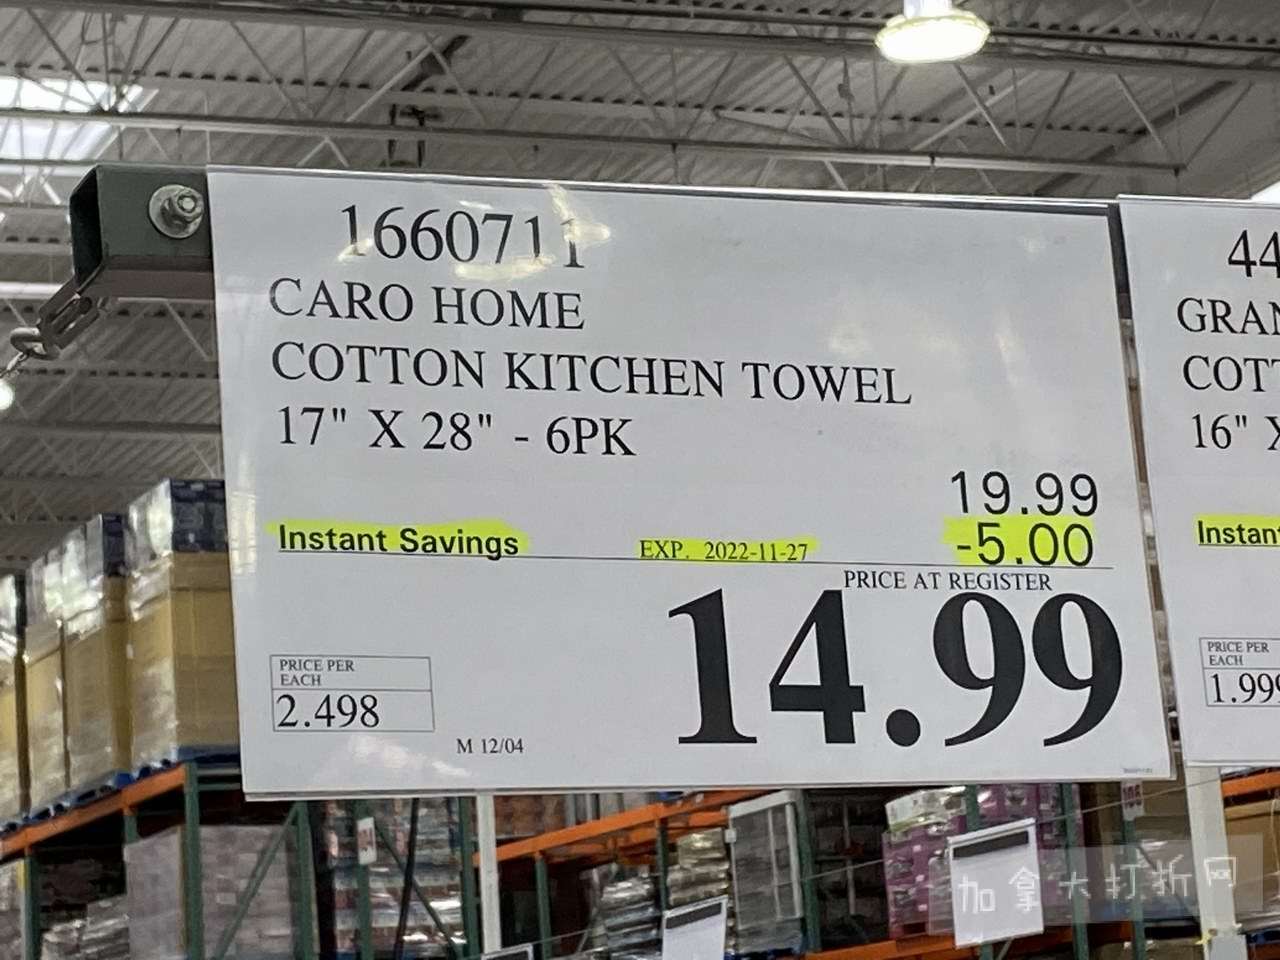 1660711
CARO HOME
COTTON KITCHEN TOWEL
17" X 28" - 6PK
19.99
Instant Savings EXP. 2022-11-27 -5.00
PRICE AT REGISTER
14.99
PRICE PER
EACH
2.498
M 12/04
44
GRAN
COTT
16" X
Instant
PRICE PER
EACH
1.999
加拿大打折网